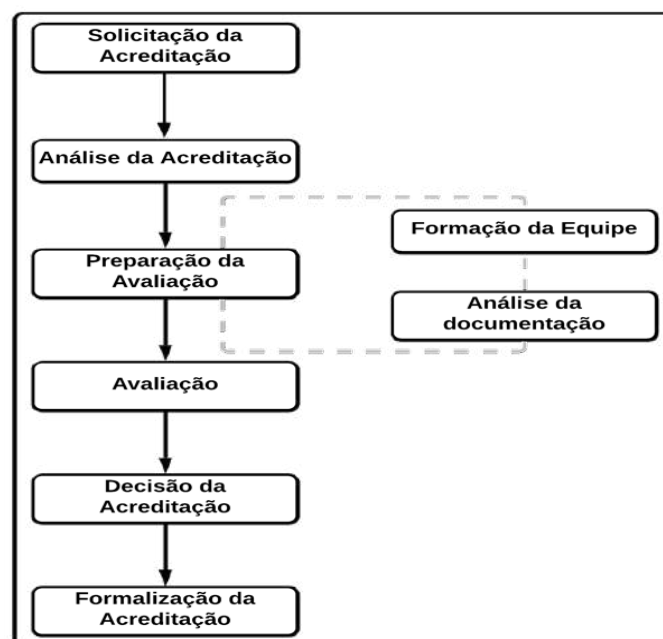 Solicitação da
Acreditação
Análise da Acreditação
Preparação da
Avaliação
Formação da Equipe
Análise da
documentação
Avaliação
Decisão da
Acreditação
Formalização da
Acreditação